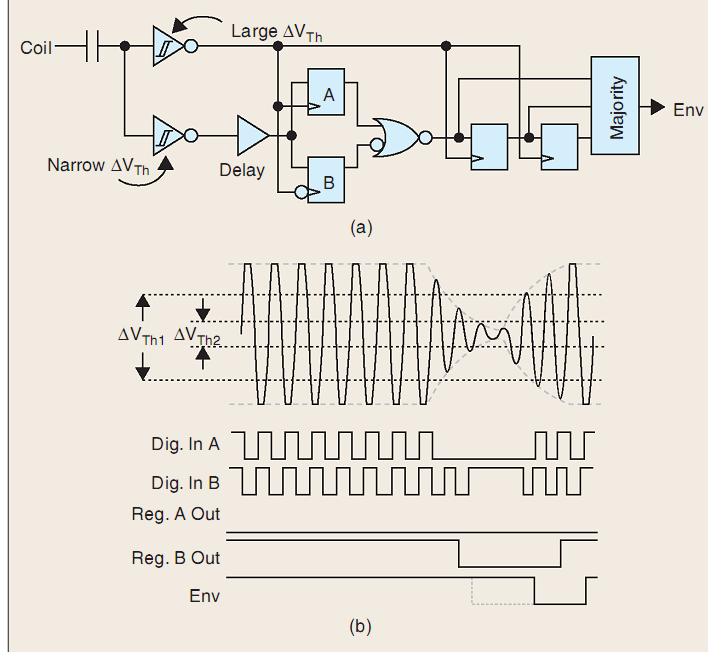 Large ΔVTh
Coil
A
Majority
Env
Narrow ΔVTh
Delay
B
(a)
ΔVTh1
ΔVTh2
Dig. In A
Dig. In B
Reg. A Out
Reg. B Out
Env
(b)